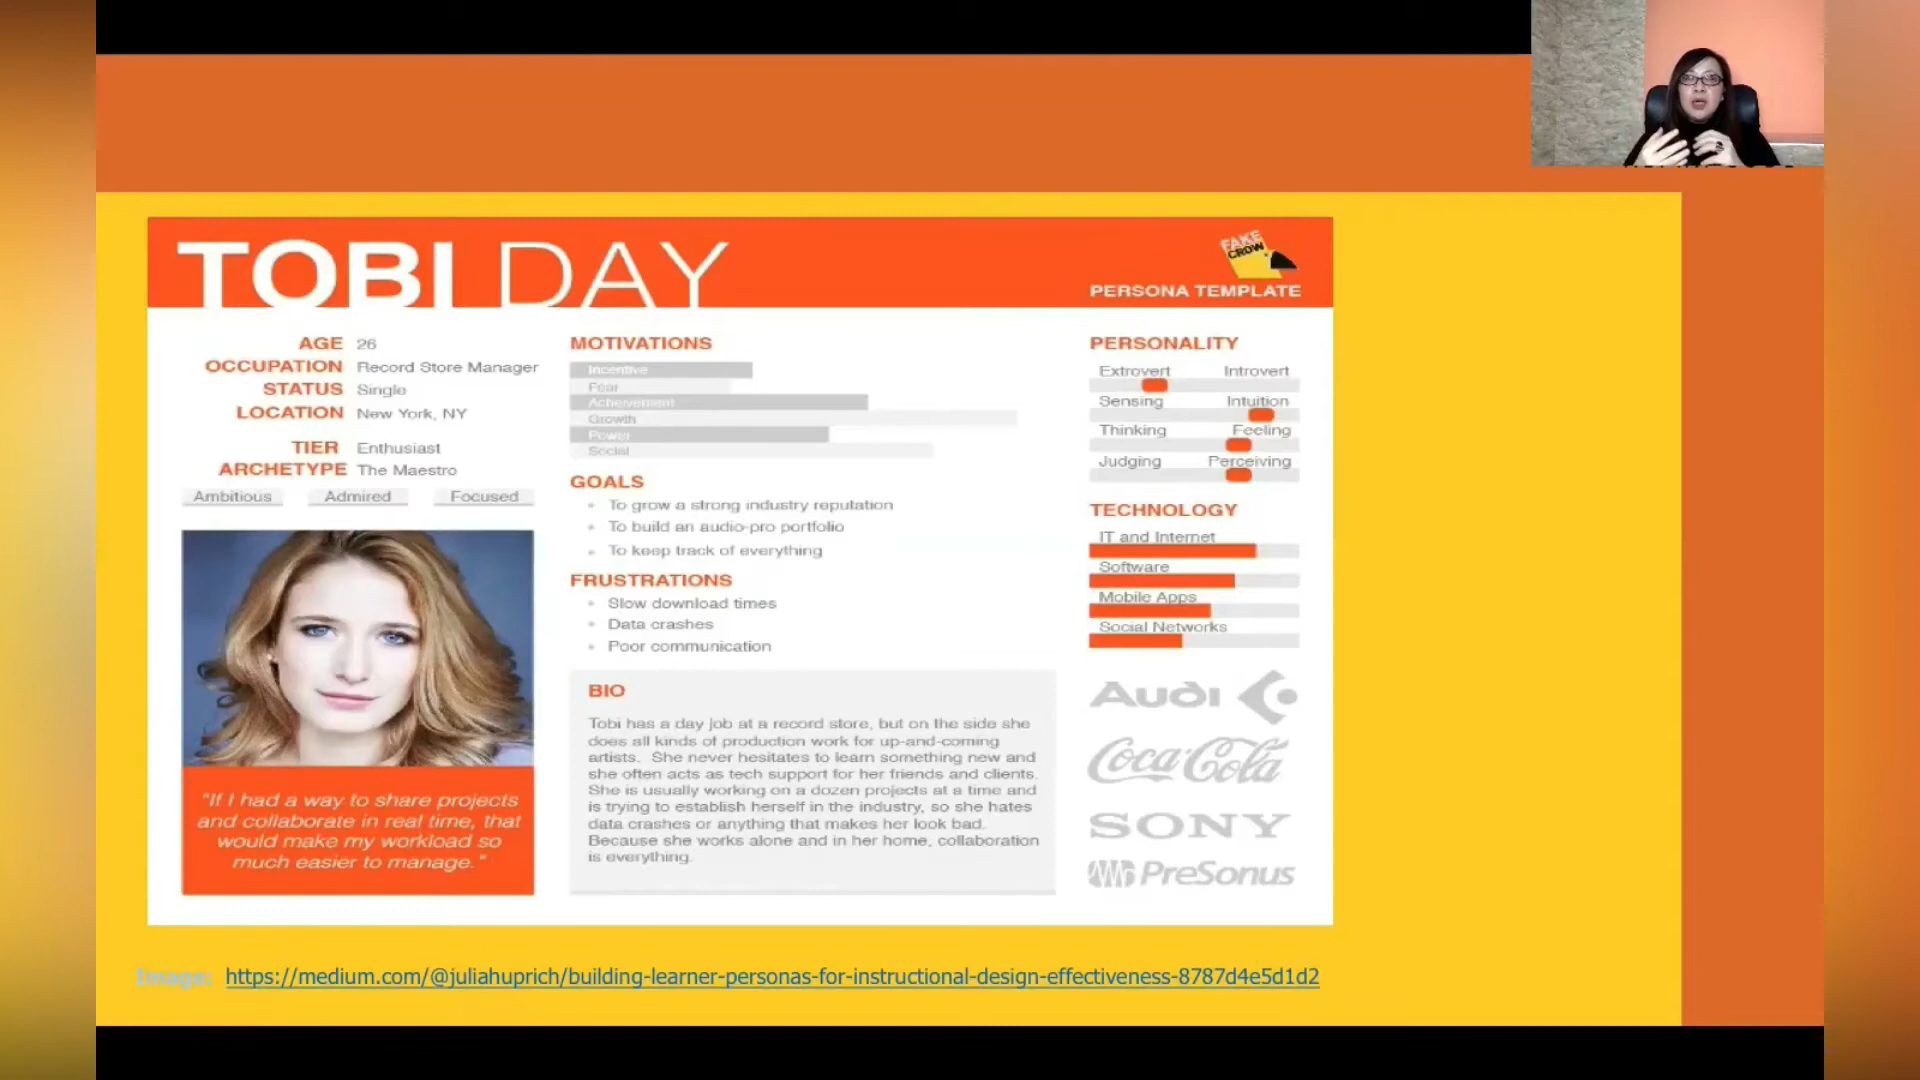 TOBI DAY
FAKE
CROW
PERSONA TEMPLATE
AGE 26
OCCUPATION Record Store Manager
STATUS Single
LOCATION New York, NY
TIER Enthusiast
ARCHETYPE The Maestro
Ambitious Admired Focused
"If I had a way to share projects
and collaborate in real time, that
would make my workload so
much easier to manage."
MOTIVATIONS
Incentive
Fear
Achievement
Growth
Power
Social
GOALS
To grow a strong industry reputation
To build an audio-pro portfolio
To keep track of everything
FRUSTRATIONS
Slow download times
Data crashes
Poor communication
BIO
Tobi has a day job at a record store, but on the side she
does all kinds of production work for up-and-coming
artists. She never hesitates to learn something new and
she often acts as tech support for her friends and clients.
She is usually working on a dozen projects at a time and
is trying to establish herself in the industry, so she hates
data crashes or anything that makes her look bad.
Because she works alone and in her home, collaboration
is everything.
PERSONALITY
Extrovert Introvert
Sensing Intuition
Thinking Feeling
Judging Perceiving
TECHNOLOGY
IT and Internet
Software
Mobile Apps
Social Networks
Audi
Coca-Cola
SONY
PreSonus
Image: https://medium.com/@juliahuprich/building-learner-personas-for-instructional-design-effectiveness-8787d4e5d1d2